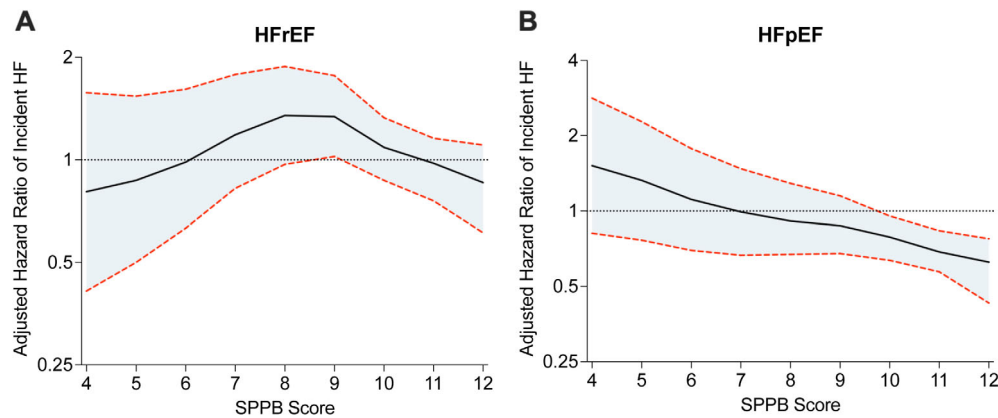 A
HFrEF
Adjusted Hazard Ratio of Incident HF
2
1
0.5
0.25
4 5 6 7 8 9 10 11 12
SPPB Score
B
HFpEF
Adjusted Hazard Ratio of Incident HF
4
2
1
0.5
0.25
4 5 6 7 8 9 10 11 12
SPPB Score